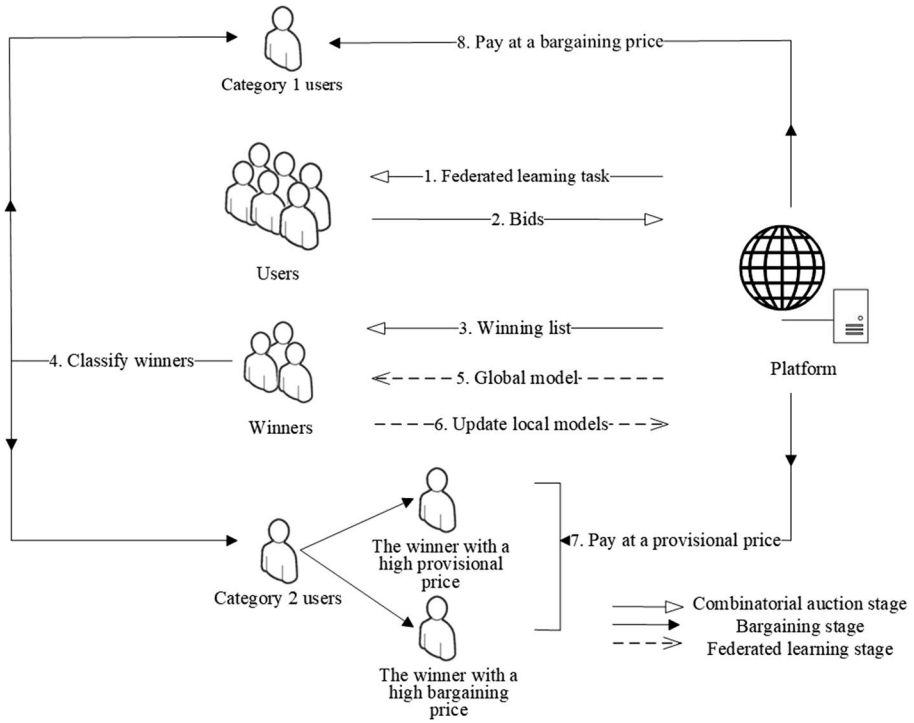 8. Pay at a bargaining price
Category 1 users
1. Federated learning task
2. Bids
Users
3. Winning list
4. Classify winners
Platform
5. Global model
6. Update local models
Winners
The winner with a
high provisional
price
7. Pay at a provisional price
Category 2 users
Combinatorial auction stage
Bargaining stage
Federated learning stage
The winner with a
high bargaining
price